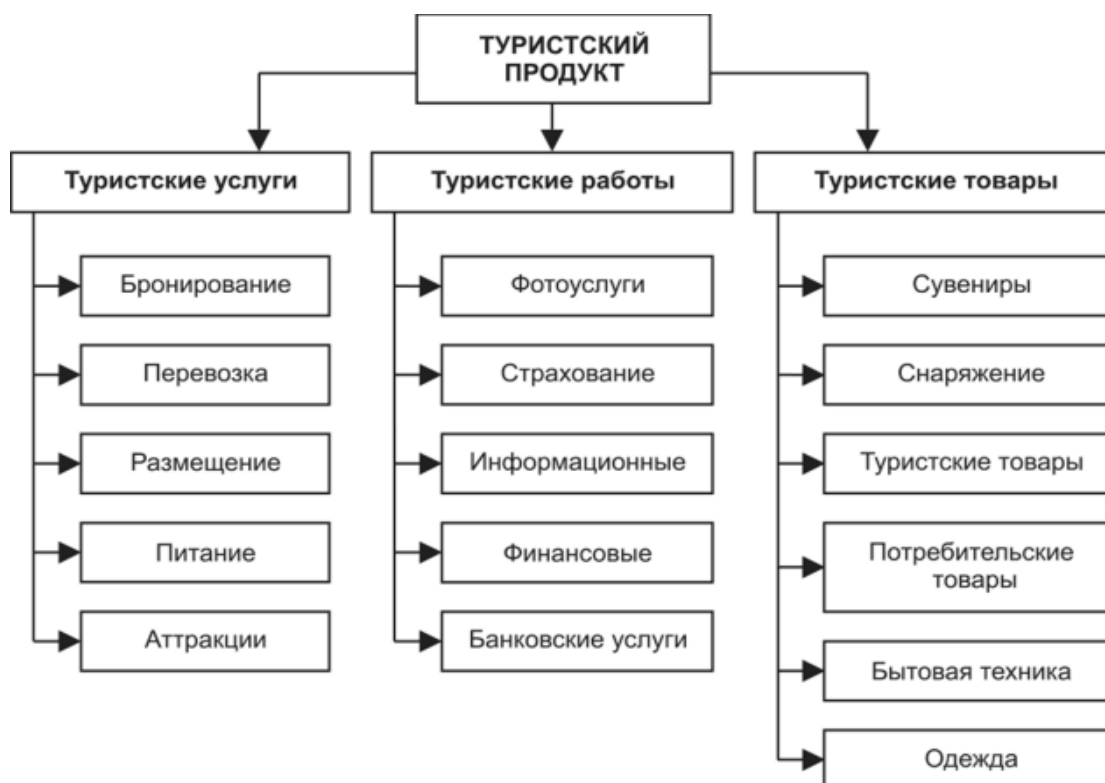 ТУРИСТСКИЙ
ПРОДУКТ
Туристские услуги
Туристские работы
Туристские товары
Бронирование
Фотоуслуги
Сувениры
Перевозка
Страхование
Снаряжение
Размещение
Информационные
Туристские товары
Питание
Финансовые
Потребительские
товары
Аттракции
Банковские услуги
Бытовая техника
Одежда